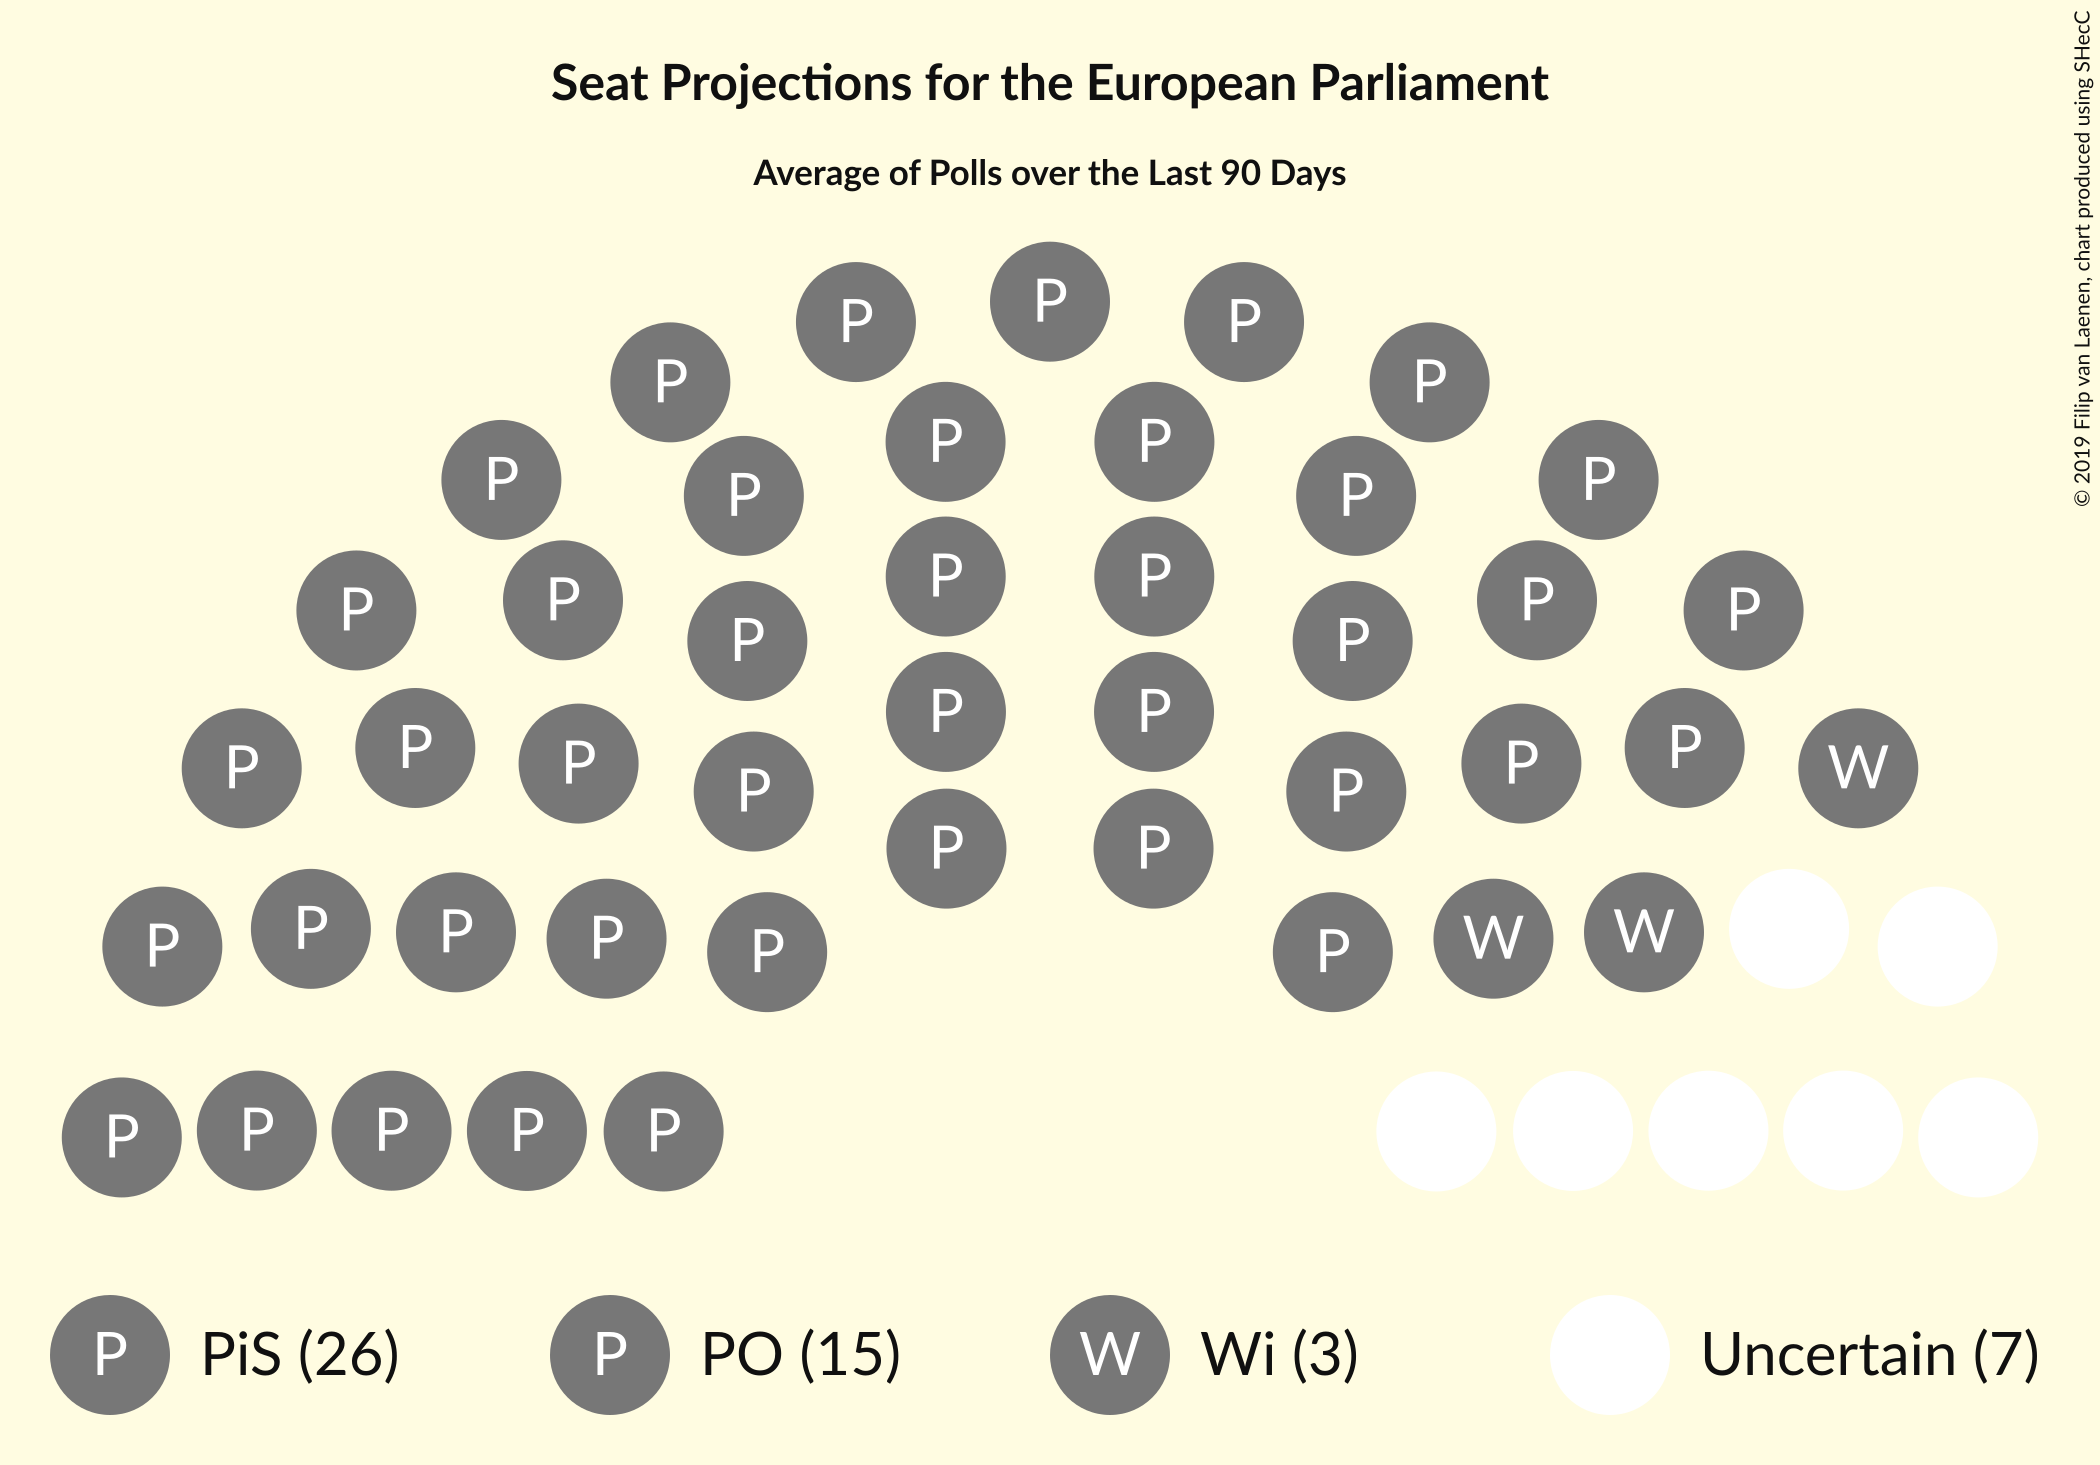 Seat Projections for the European Parliament
Average of Polls over the Last 90 Days
© 2019 Filip van Laenen, chart produced using SHecC
P P P
P P
P P
P P P P
P P P P P P
P P
P P
P P P P P P P W
P P
P P P P P P W W
P P P P P
P PiS (26) P PO (15) W Wi (3) Uncertain (7)